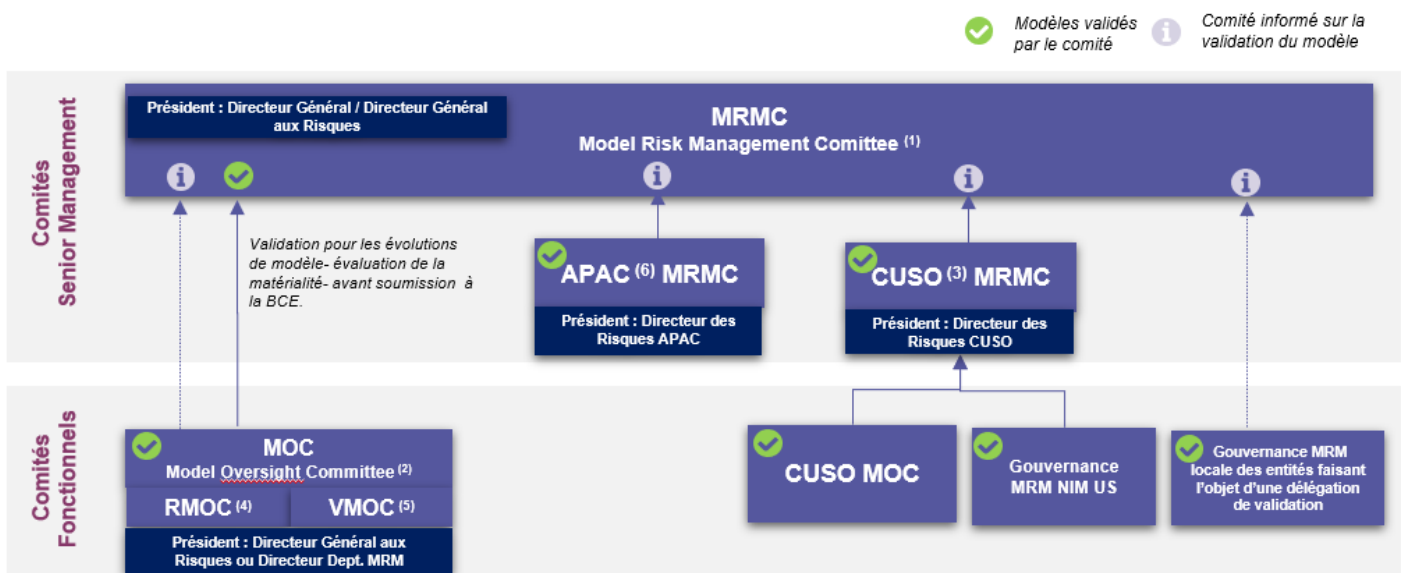 Modèles validés
par le comité
Comité informé sur la
validation du modèle
Comités
Senior Management
Président : Directeur Général / Directeur Général
aux Risques
MRMC
Model Risk Management Comittee (1)
Validation pour les évolutions
de modèle- évaluation de la
matérialité- avant soumission à
la BCE.
APAC (6) MRMC
Président : Directeur des
Risques APAC
CUSO (3) MRMC
Président : Directeur des
Risques CUSO
Comités
Fonctionnels
MOC
Model Oversight Committee (2)
RMOC (4)
VMOC (5)
Président : Directeur Général aux
Risques ou Directeur Dept. MRM
CUSO MOC
Gouvernance
MRM NIM US
Gouvernance MRM
locale des entités faisant
l'objet d'une délégation
de validation